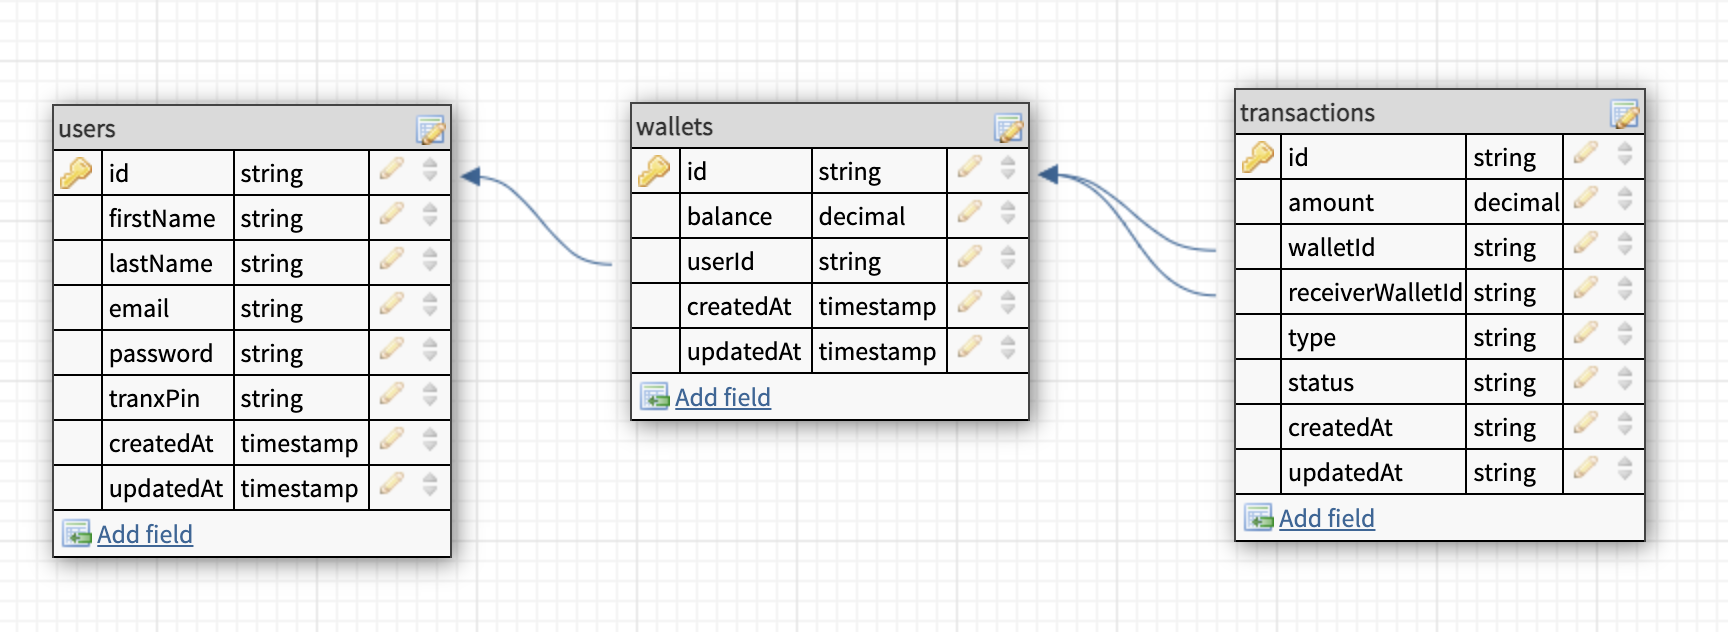 users
id string
firstName string
lastName string
email string
password string
tranxPin string
createdAt timestamp
updatedAt timestamp
Add field
wallets
id string
balance decimal
userId string
createdAt timestamp
updatedAt timestamp
Add field
transactions
id string
amount decimal
walletId string
receiverWalletId string
type string
status string
createdAt string
updatedAt string
Add field